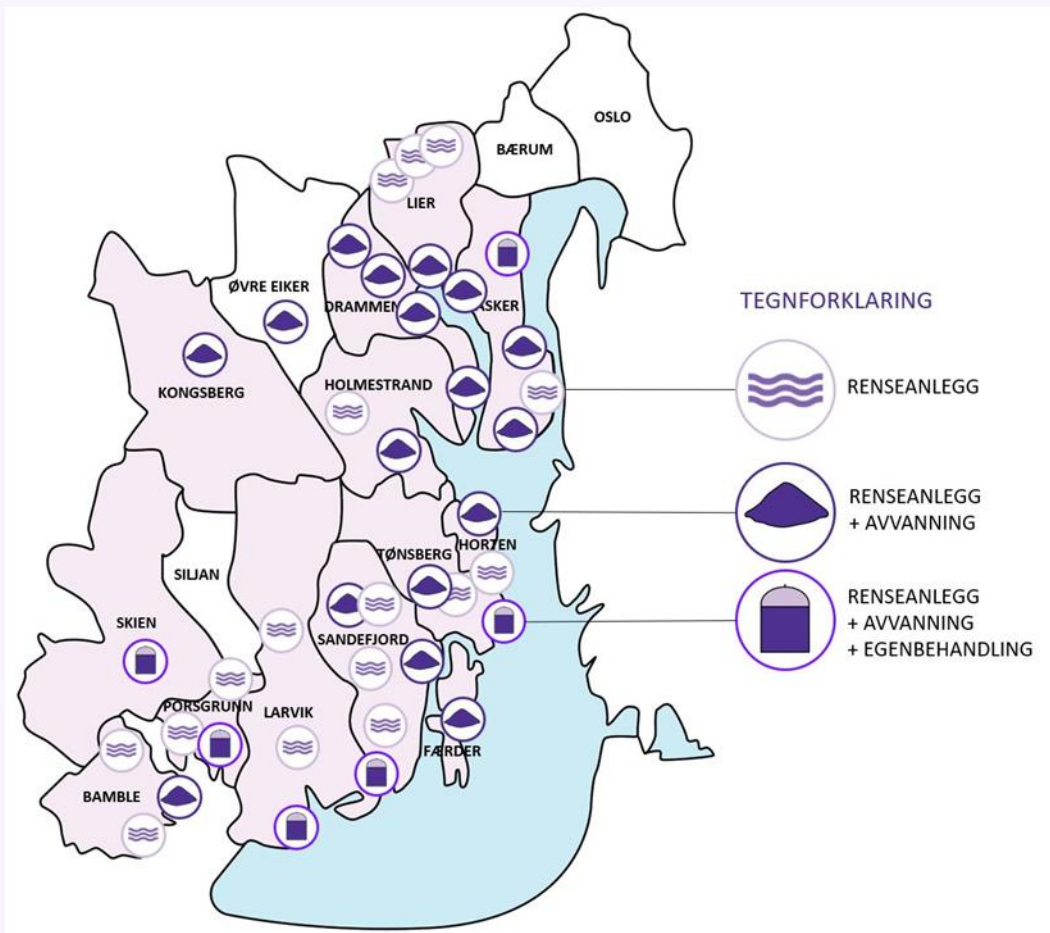 OSLO
BÆRUM
LIER
ØVRE EIKER
DRAMMEN
ASKER
TEGNFORKLARING
HOLMESTRAND
KONGSBERG
RENSEANLEGG
RENSEANLEGG
+ AVVANNING
HORTEN
TØNSBERG
SILJAN
RENSEANLEGG
+ AVVANNING
+ EGENBEHANDLING
SKIEN
SANDEFJORD
PORSGRUNN
LARVIK
FÆRDER
BAMBLE